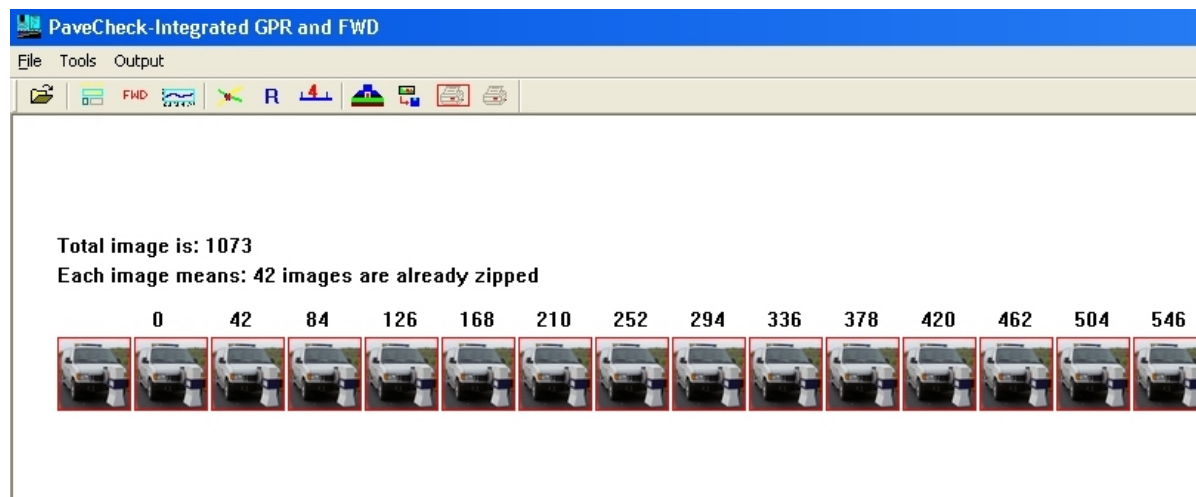 PaveCheck-Integrated GPR and FWD
File Tools Output
FWD R 4
Total image is: 1073
Each image means: 42 images are already zipped
0 42 84 126 168 210 252 294 336 378 420 462 504 546